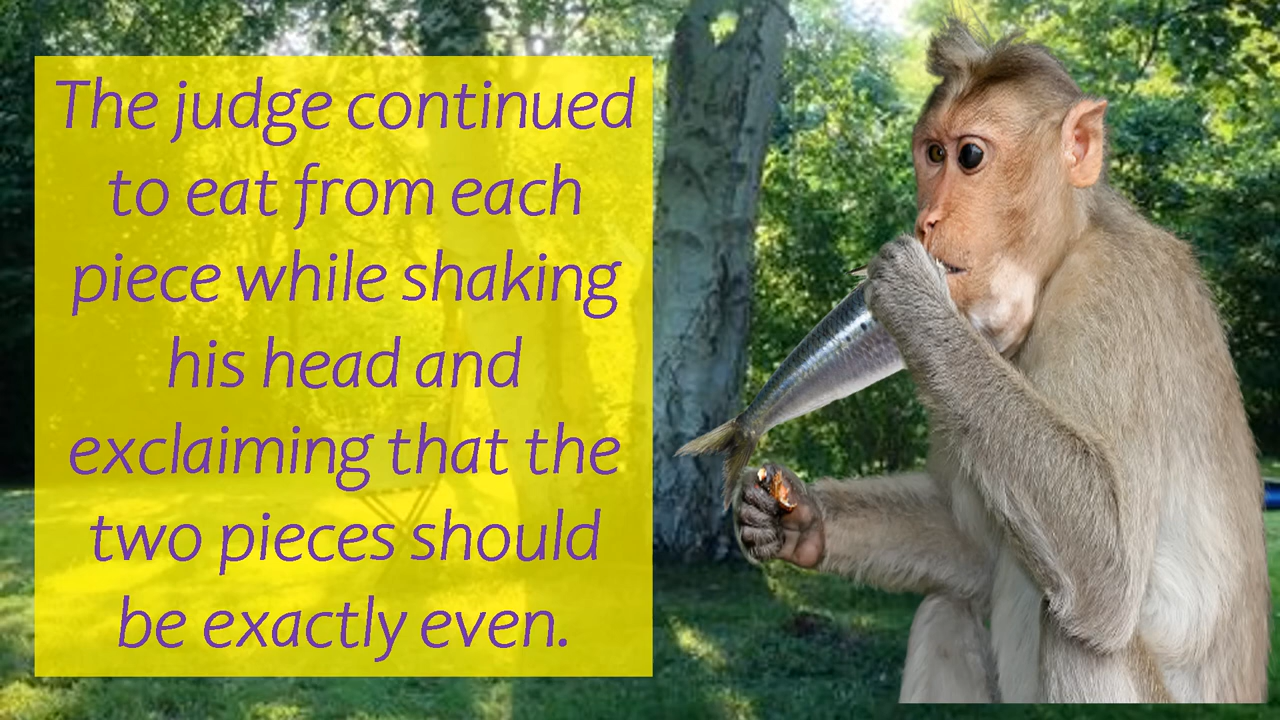 The judge continued
to eat from each
piece while shaking
his head and
exclaiming that the
two pieces should
be exactly even.